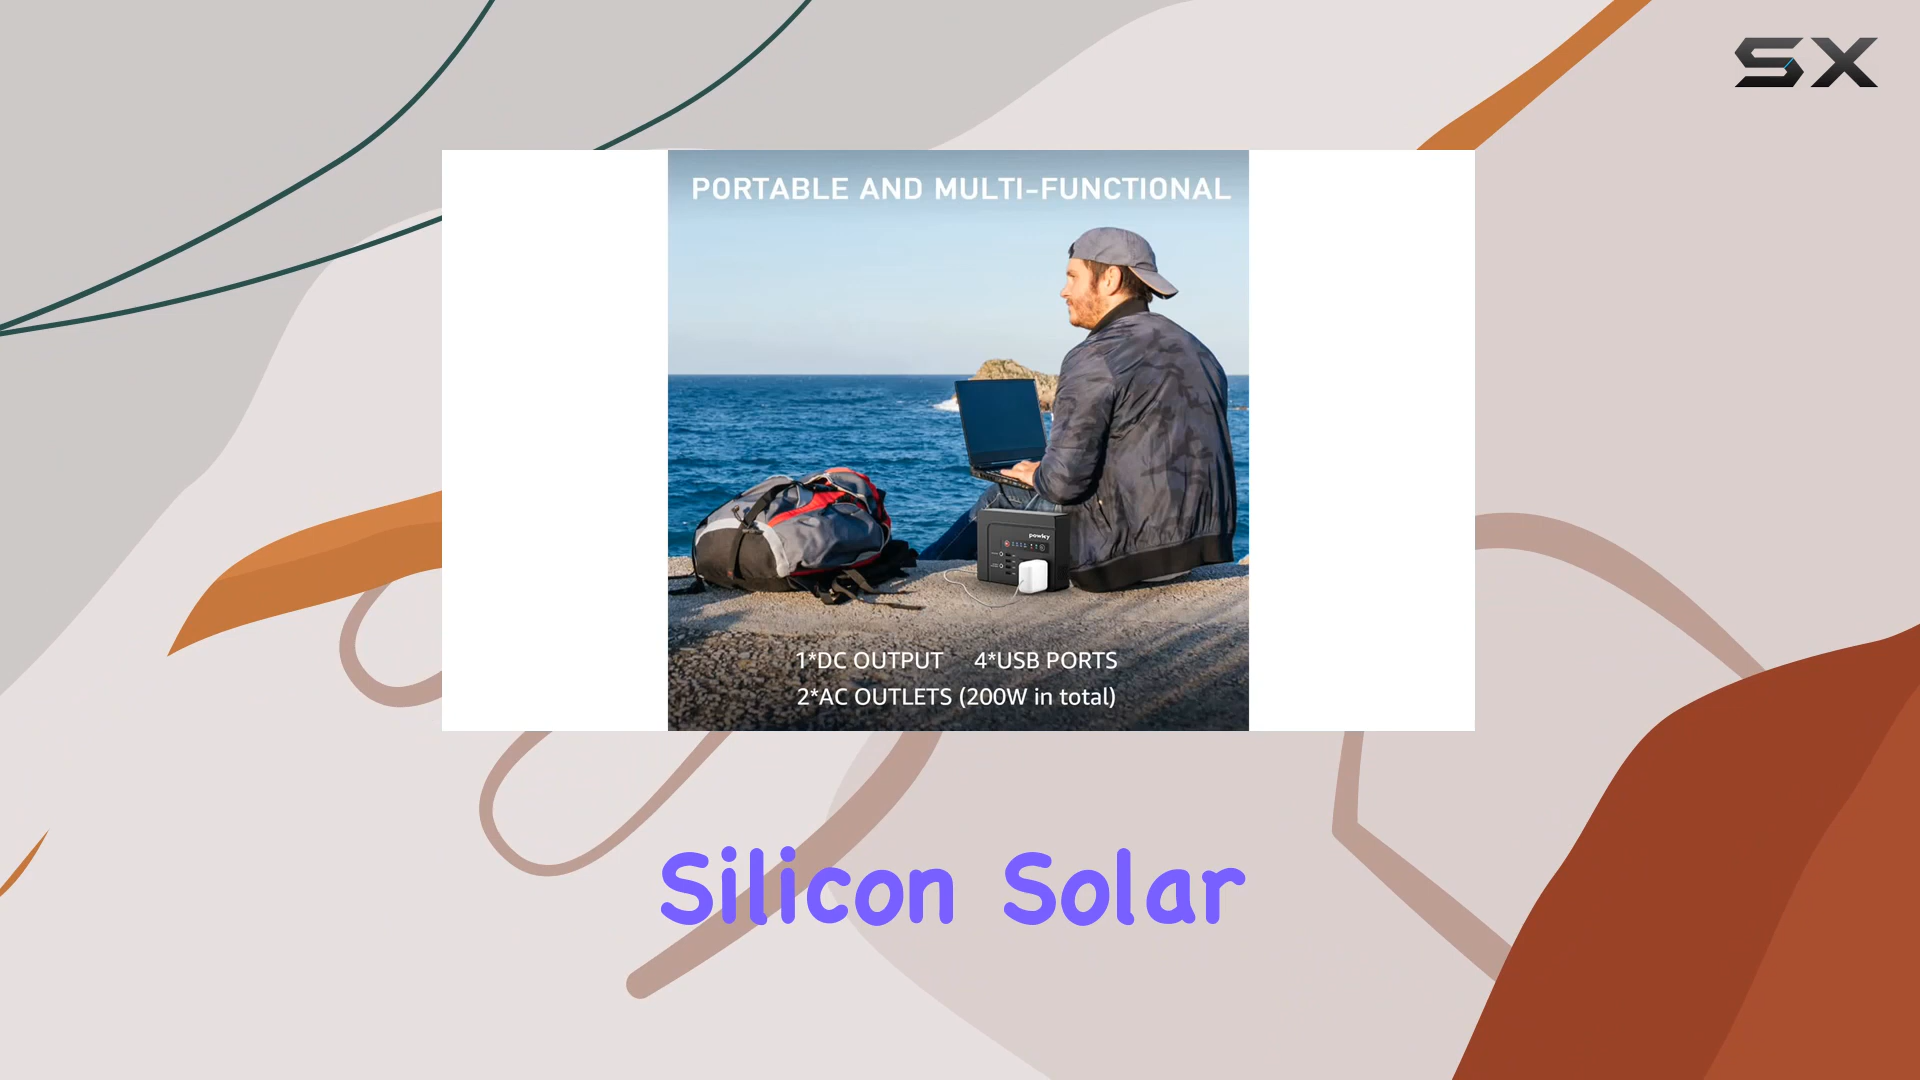 SX
PORTABLE AND MULTI-FUNCTIONAL
powky
1*DC OUTPUT 4*USB PORTS
2*AC OUTLETS (200W in total)
Silicon Solar